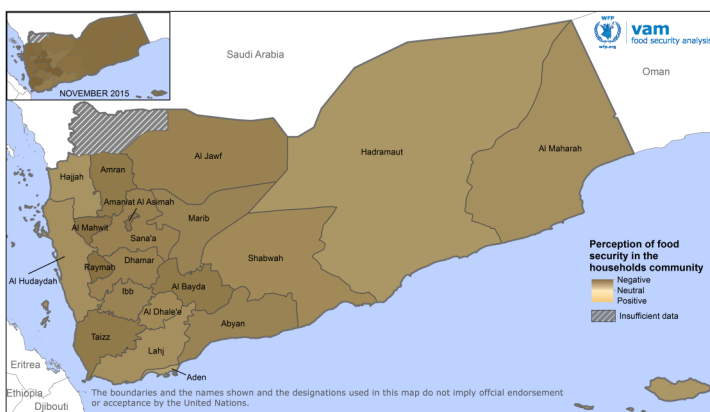 WFP
wfp.org
vam
food security analysis
Saudi Arabia
Oman
NOVEMBER 2015
Al Jawf
Hadramaut
Al Maharah
Hajjah
Amran
Amanat Al Asimah
Marib
Al Mahwit
Sana'a
Shabwah
Al Hudaydah
Raymah
Dhamar
Al Bayda
Ibb
Al Dhale'e
Abyan
Taizz
Lahj
Aden
Eritrea
Ethiopia
Djibouti
Perception of food
security in the
households community
Negative
Neutral
Positive
Insufficient data
The boundaries and the names shown and the designations used in this map do not imply offcial endorsement
or acceptance by the United Nations.